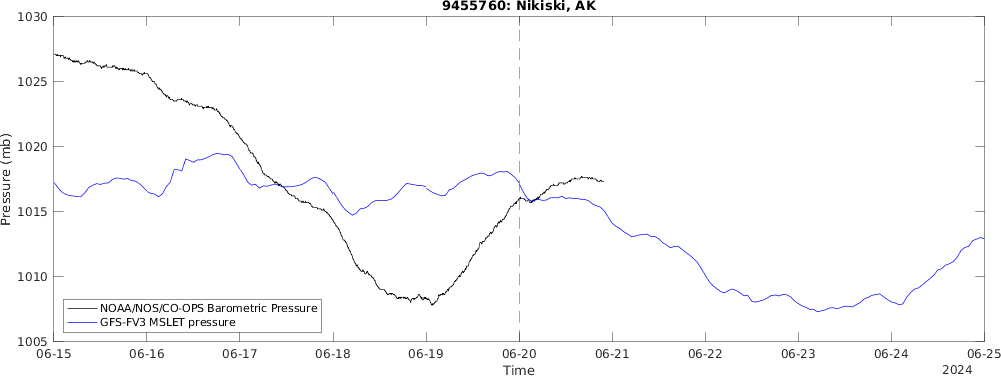 9455760: Nikiski, AK
1030
1025
1020
1015
1010
1005
Pressure (mb)
NOAA/NOS/CO-OPS Barometric Pressure
GFS-FV3 MSLET pressure
06-15 06-16 06-17 06-18 06-19 06-20 06-21 06-22 06-23 06-24 06-25
Time
2024